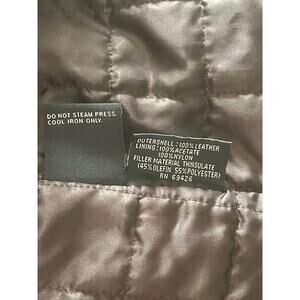 DO NOT STEAM PRESS.
COOL IRON ONLY.
OUTERSHELL:100%LEATHER
LINING:100%ACETATE
100%NYLON
FILLER MATERIAL THINSULATE
(45%OLEFIN 55%POLYESTER)
RN 69426